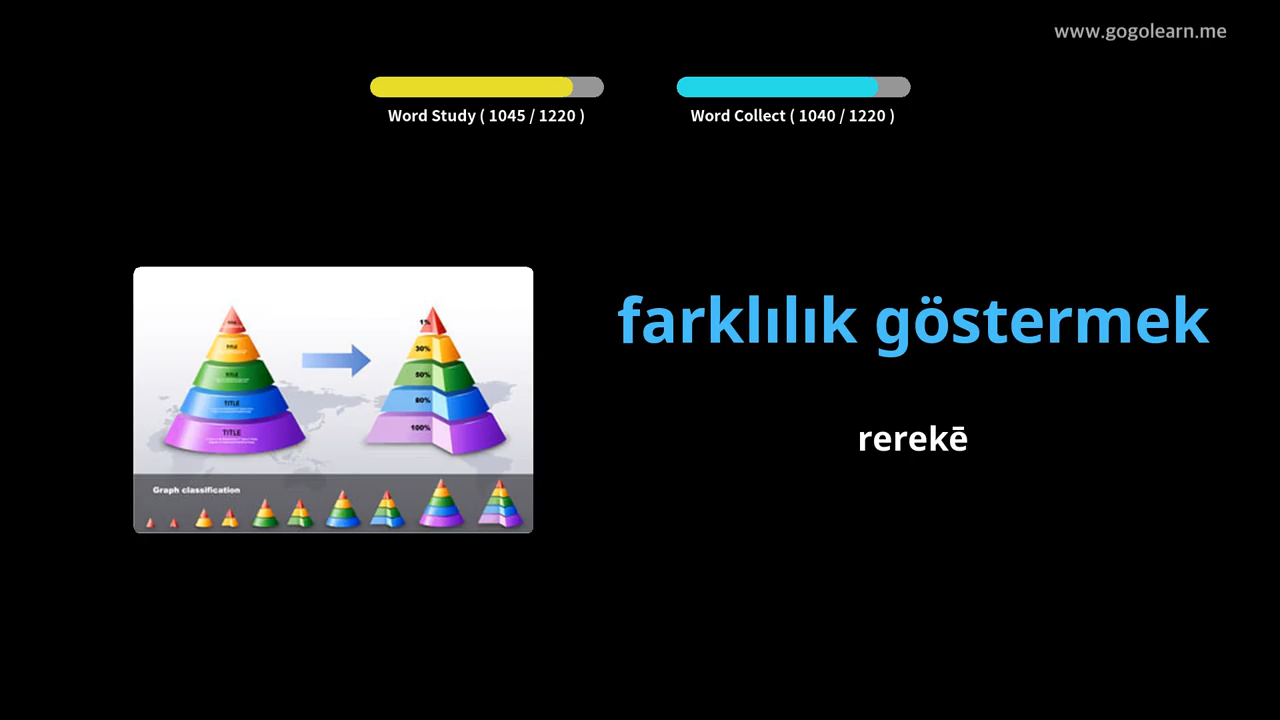 www.gogolearn.me
Word Study ( 1045 / 1220 )
Word Collect ( 1040 / 1220 )
farklılık göstermek
rerekē
1%
TITLE
30%
TITLE
50%
TITLE
80%
TITLE
100%
Graph classification